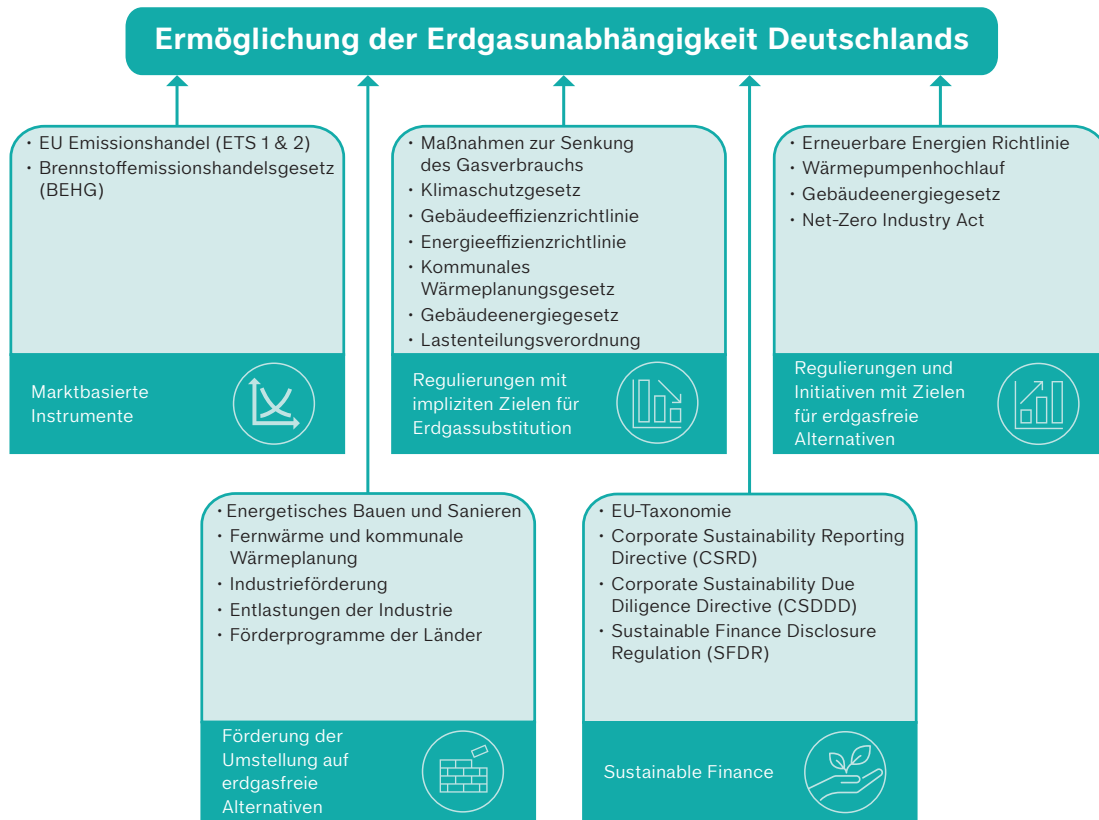 Ermöglichung der Erdgasunabhängigkeit Deutschlands
· EU Emissionshandel (ETS 1 & 2)
· Brennstoffemissionshandelsgesetz
(BEHG)
Marktbasierte
Instrumente
· Maßnahmen zur Senkung
des Gasverbrauchs
· Klimaschutzgesetz
· Gebäudeeffizienzrichtlinie
· Energieeffizienzrichtlinie
· Kommunales
Wärmeplanungsgesetz
· Gebäudeenergiegesetz
· Lastenteilungsverordnung
Regulierungen mit
impliziten Zielen für
Erdgassubstitution
· Erneuerbare Energien Richtlinie
· Wärmepumpenhochlauf
· Gebäudeenergiegesetz
· Net-Zero Industry Act
Regulierungen und
Initiativen mit Zielen
für erdgasfreie
Alternativen
· Energetisches Bauen und Sanieren
· Fernwärme und kommunale
Wärmeplanung
· Industrieförderung
· Entlastungen der Industrie
· Förderprogramme der Länder
Förderung der
Umstellung auf
erdgasfreie
Alternativen
· EU-Taxonomie
· Corporate Sustainability Reporting
Directive (CSRD)
· Corporate Sustainability Due
Diligence Directive (CSDDD)
· Sustainable Finance Disclosure
Regulation (SFDR)
Sustainable Finance